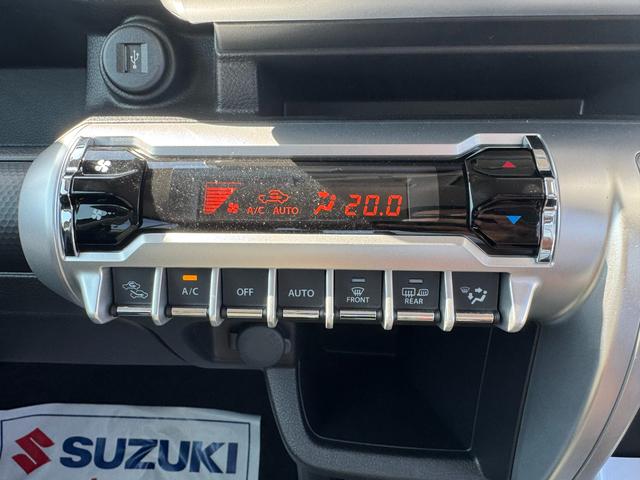 A/C AUTO 20.0
A/C OFF AUTO FRONT REAR
SUZUKI